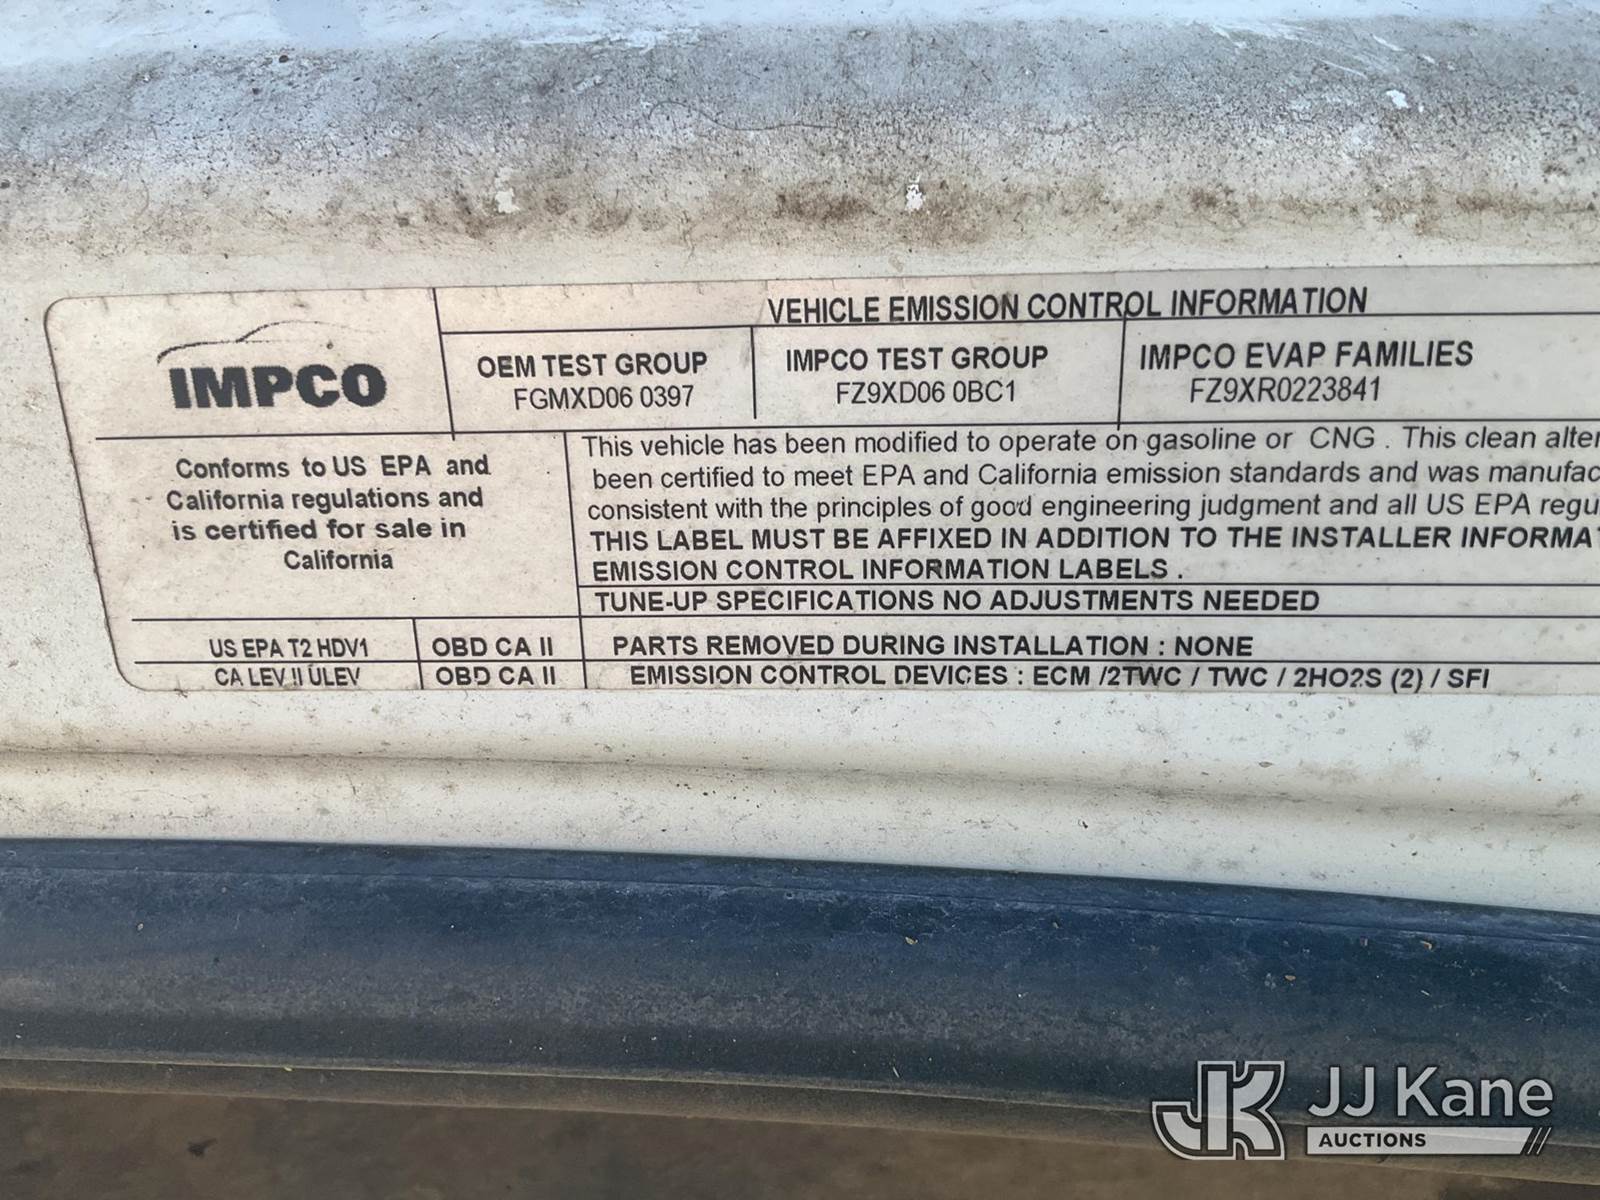 VEHICLE EMISSION CONTROL INFORMATION
IMPCO
OEM TEST GROUP
FGMXD06 0397
IMPCO TEST GROUP
FZ9XD06 0BC1
IMPCO EVAP FAMILIES
FZ9XR0223841
Conforms to US EPA and
California regulations and
is certified for sale in
California
This vehicle has been modified to operate on gasoline or CNG . This clean alter
been certified to meet EPA and California emission standards and was manufac
consistent with the principles of good engineering judgment and all US EPA regu
THIS LABEL MUST BE AFFIXED IN ADDITION TO THE INSTALLER INFORMA
EMISSION CONTROL INFORMATION LABELS .
TUNE-UP SPECIFICATIONS NO ADJUSTMENTS NEEDED
US EPA T2 HDV1 OBD CA II PARTS REMOVED DURING INSTALLATION : NONE
CA LEV II ULEV OBD CA II EMISSION CONTROL DEVICES : ECM /2TWC / TWC / 2HO2S (2) / SFI
JK JJ Kane
AUCTIONS